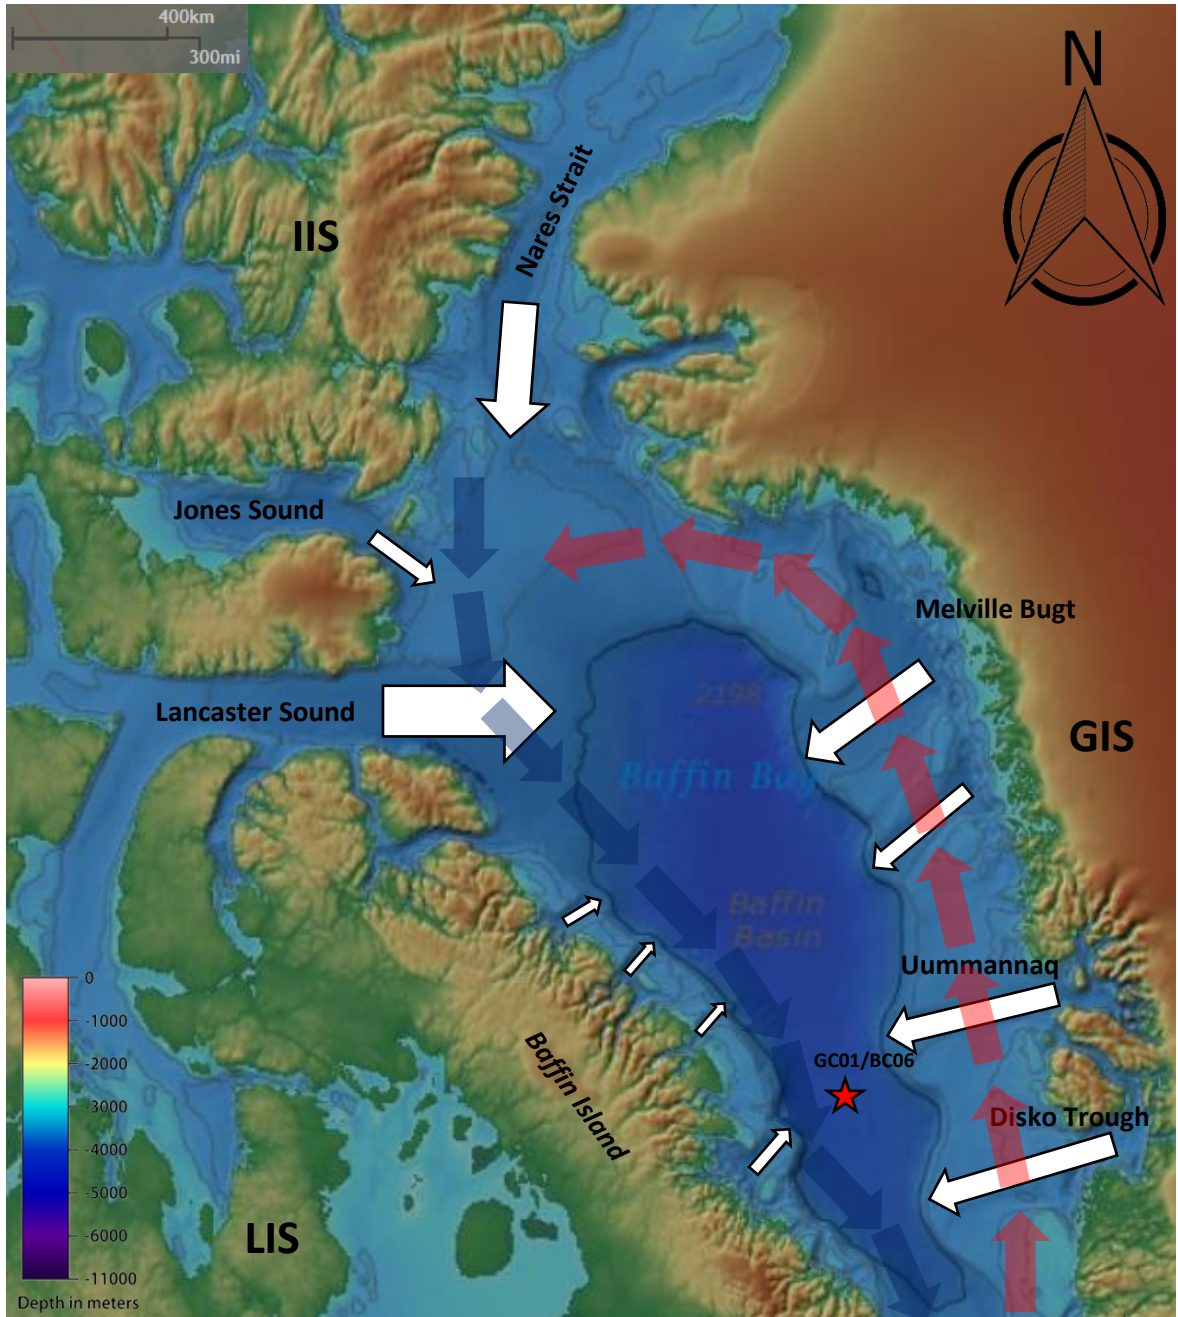 400km
300mi
N
Nares Strait
IIS
Jones Sound
Melville Bugt
Lancaster Sound
2198
GIS
Baffin Bay
Baffin
Basin
Uummannaq
GC01/BC06
Baffin Island
Disko Trough
LIS
0
-1000
-2000
-3000
-4000
-5000
-6000
-11000
Depth in meters